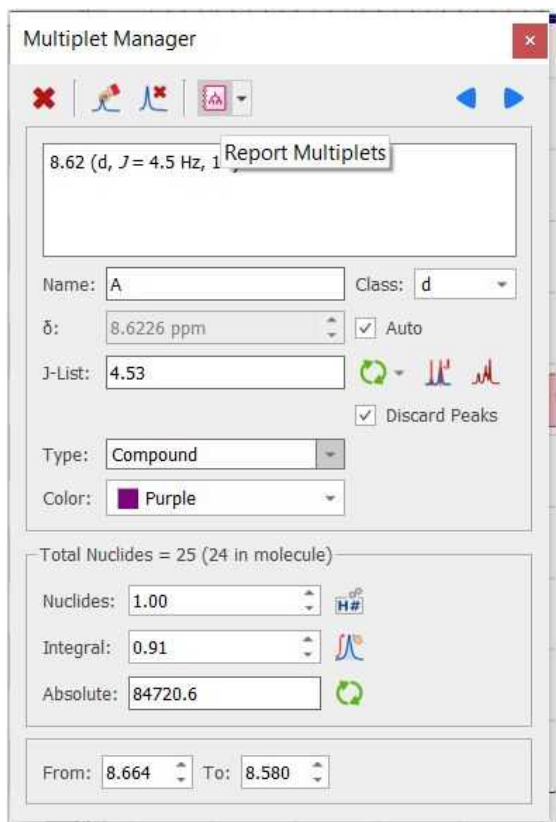 Multiplet Manager
Report Multiplets
8.62 (d, J = 4.5 Hz, 1
Name: A Class: d
δ: 8.6226 ppm Auto
J-List: 4.53
Discard Peaks
Type: Compound
Color: Purple
Total Nuclides = 25 (24 in molecule)
Nuclides: 1.00 H#
Integral: 0.91
Absolute: 84720.6
From: 8.664 To: 8.580